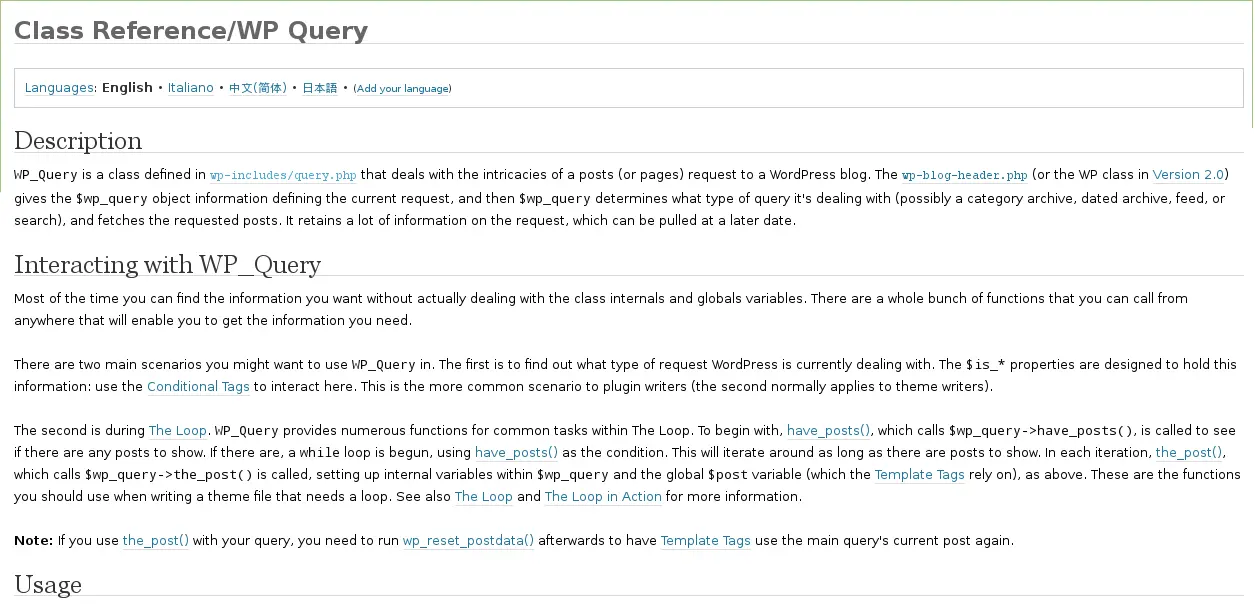 Class Reference/WP Query
Languages: English • Italiano • 中文(简体) • 日本語 • (Add your language)
Description
WP_Query is a class defined in wp-includes/query.php that deals with the intricacies of a posts (or pages) request to a WordPress blog. The wp-blog-header.php (or the WP class in Version 2.0)
gives the $wp_query object information defining the current request, and then $wp_query determines what type of query it's dealing with (possibly a category archive, dated archive, feed, or
search), and fetches the requested posts. It retains a lot of information on the request, which can be pulled at a later date.
Interacting with WP_Query
Most of the time you can find the information you want without actually dealing with the class internals and globals variables. There are a whole bunch of functions that you can call from
anywhere that will enable you to get the information you need.
There are two main scenarios you might want to use WP_Query in. The first is to find out what type of request WordPress is currently dealing with. The $is_* properties are designed to hold this
information: use the Conditional Tags to interact here. This is the more common scenario to plugin writers (the second normally applies to theme writers).
The second is during The Loop. WP_Query provides numerous functions for common tasks within The Loop. To begin with, have_posts(), which calls $wp_query->have_posts(), is called to see
if there are any posts to show. If there are, a while loop is begun, using have_posts() as the condition. This will iterate around as long as there are posts to show. In each iteration, the_post(),
which calls $wp_query->the_post() is called, setting up internal variables within $wp_query and the global $post variable (which the Template Tags rely on), as above. These are the functions
you should use when writing a theme file that needs a loop. See also The Loop and The Loop in Action for more information.
Note: If you use the_post() with your query, you need to run wp_reset_postdata() afterwards to have Template Tags use the main query's current post again.
Usage